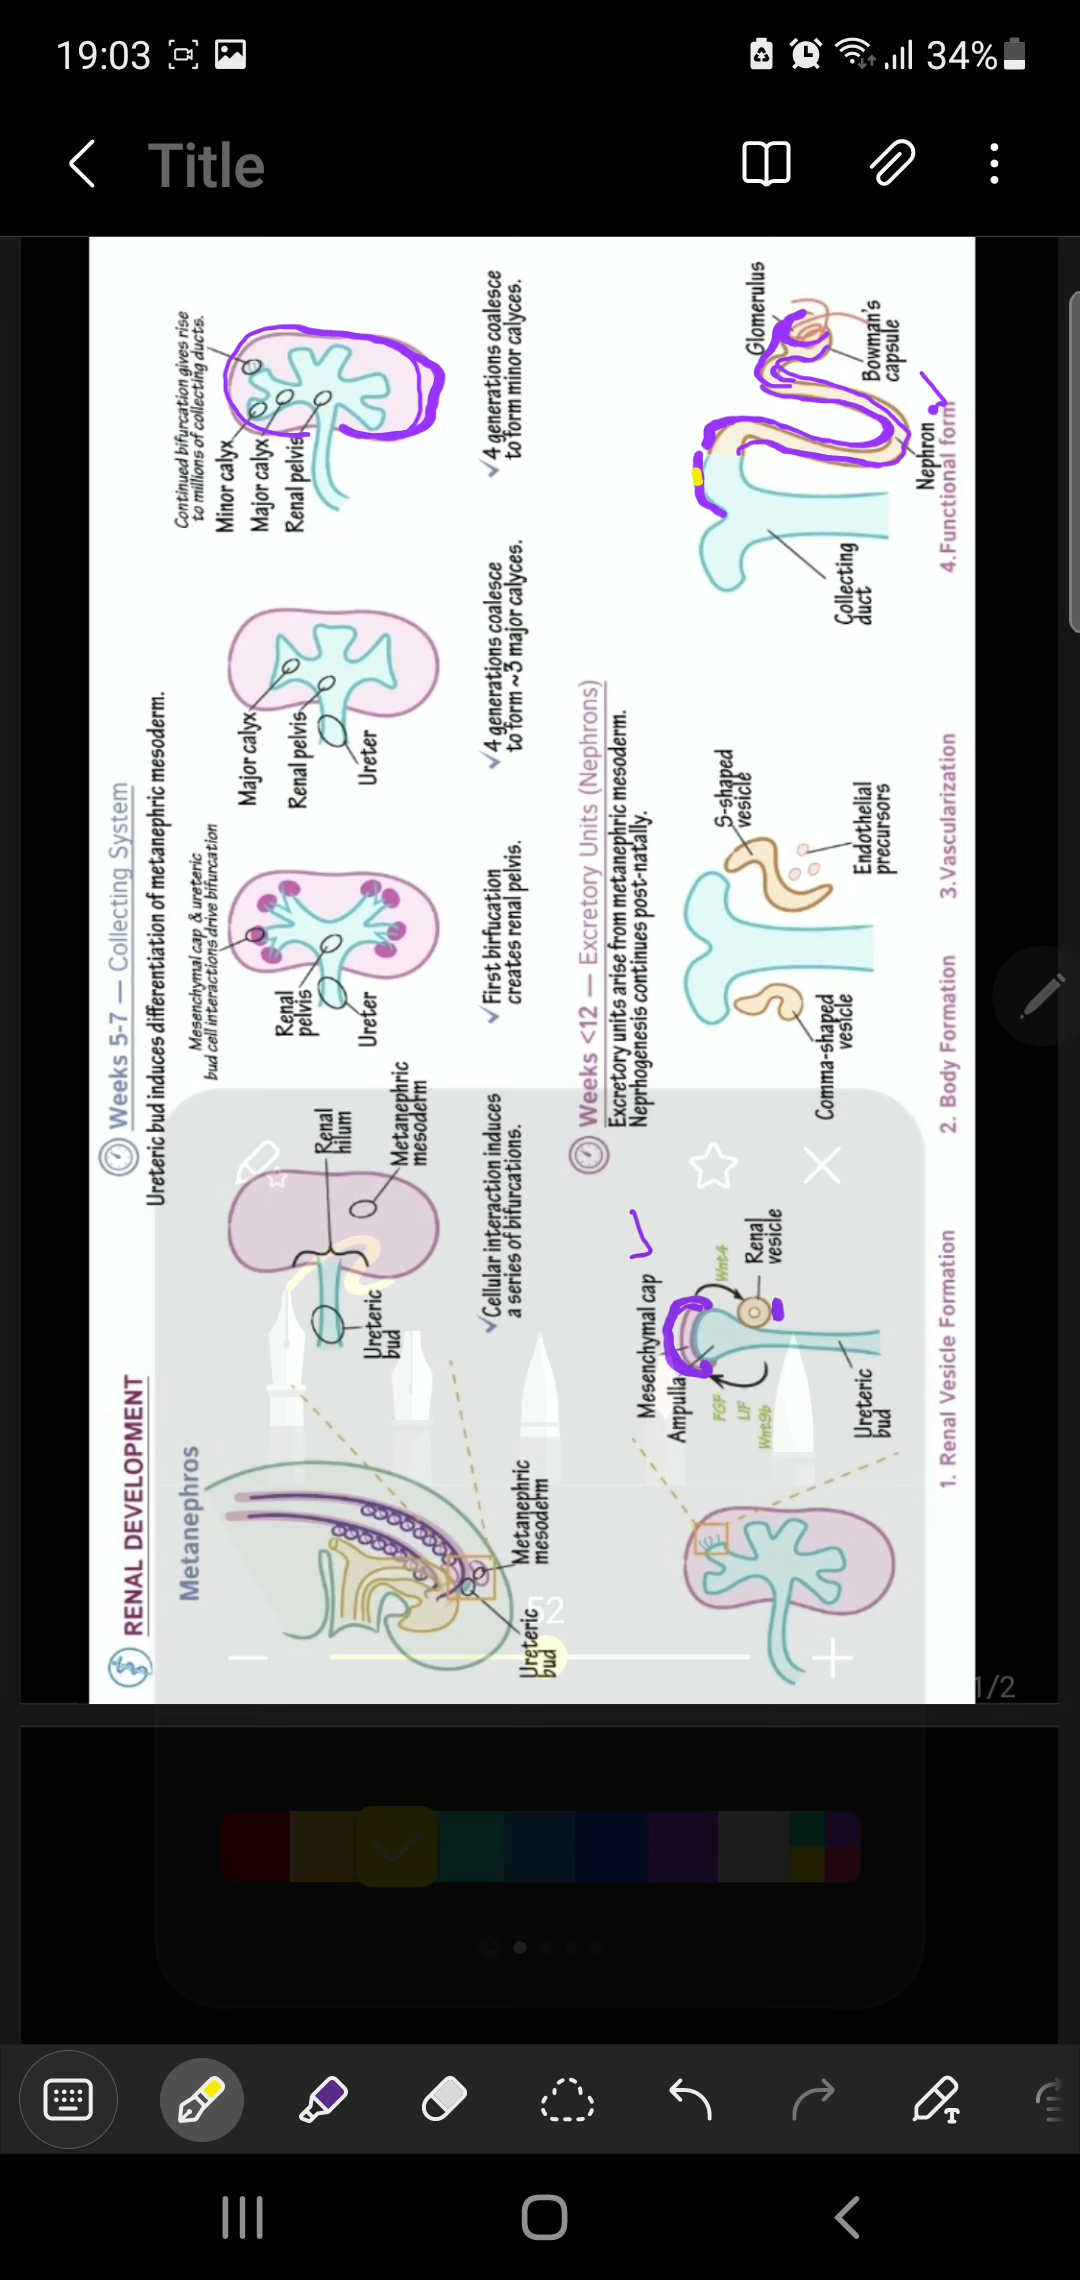 19:03
34%
Title
RENAL DEVELOPMENT
Metanephros
Ureteric
bud
Metanephric
mesoderm
Weeks 5-7 — Collecting System
Ureteric bud induces differentiation of metanephric mesoderm.
Ureteric
bud
Renal
hilum
Metanephric
mesoderm
✓Cellular interaction induces
a series of bifurcations.
Mesenchymal cap & ureteric
bud cell interactions drive bifurcation
Renal
pelvis
Ureter
✓First birfucation
creates renal pelvis.
Major calyx
Renal pelvis
Ureter
✓4 generations coalesce
to form ~3 major calyces.
Continued bifurcation gives rise
to millions of collecting ducts.
Minor calyx
Major calyx
Renal pelvis
✓4 generations coalesce
to form minor calyces.
Weeks <12 — Excretory Units (Nephrons)
Excretory units arise from metanephric mesoderm.
Neprhogenesis continues post-natally.
Mesenchymal cap
Ampulla
FGF
LIF
Wnt9b
Wnt4
Renal
vesicle
Ureteric
bud
1. Renal Vesicle Formation
Comma-shaped
vesicle
2. Body Formation
S-shaped
vesicle
Endothelial
precursors
3.Vascularization
Collecting
duct
Glomerulus
Bowman's
capsule
Nephron
4.Functional form
52
1/2
T